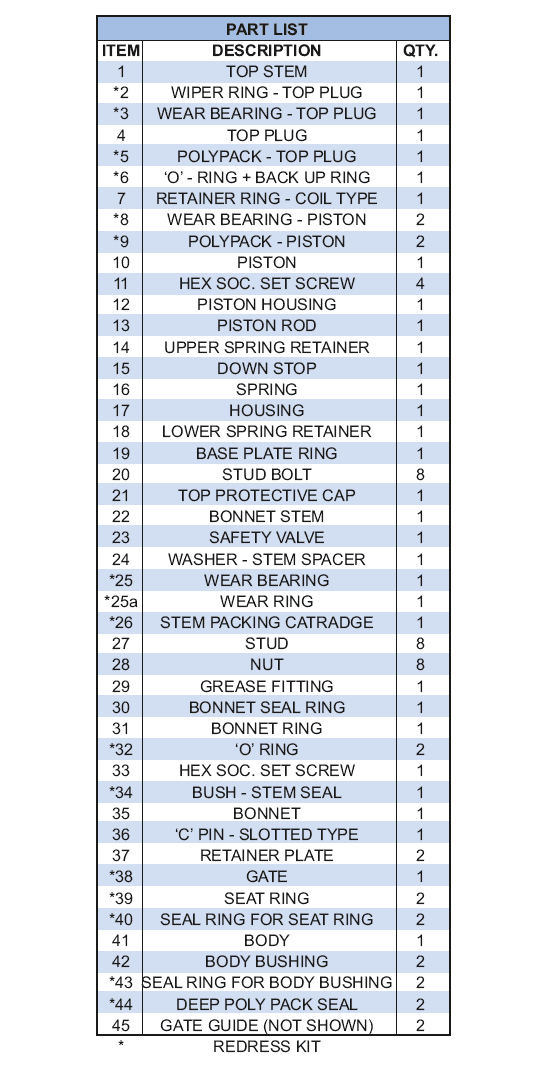 PART LIST
ITEM DESCRIPTION QTY.
1 TOP STEM 1
*2 WIPER RING - TOP PLUG 1
*3 WEAR BEARING - TOP PLUG 1
4 TOP PLUG 1
*5 POLYPACK - TOP PLUG 1
*6 ‘O’ - RING + BACK UP RING 1
7 RETAINER RING - COIL TYPE 1
*8 WEAR BEARING - PISTON 2
*9 POLYPACK - PISTON 2
10 PISTON 1
11 HEX SOC. SET SCREW 4
12 PISTON HOUSING 1
13 PISTON ROD 1
14 UPPER SPRING RETAINER 1
15 DOWN STOP 1
16 SPRING 1
17 HOUSING 1
18 LOWER SPRING RETAINER 1
19 BASE PLATE RING 1
20 STUD BOLT 8
21 TOP PROTECTIVE CAP 1
22 BONNET STEM 1
23 SAFETY VALVE 1
24 WASHER - STEM SPACER 1
*25 WEAR BEARING 1
*25a WEAR RING 1
*26 STEM PACKING CATRADGE 1
27 STUD 8
28 NUT 8
29 GREASE FITTING 1
30 BONNET SEAL RING 1
31 BONNET RING 1
*32 ‘O’ RING 2
33 HEX SOC. SET SCREW 1
*34 BUSH - STEM SEAL 1
35 BONNET 1
36 ‘C’ PIN - SLOTTED TYPE 1
37 RETAINER PLATE 2
*38 GATE 1
*39 SEAT RING 2
*40 SEAL RING FOR SEAT RING 2
41 BODY 1
42 BODY BUSHING 2
*43 SEAL RING FOR BODY BUSHING 2
*44 DEEP POLY PACK SEAL 2
45 GATE GUIDE (NOT SHOWN) 2
* REDRESS KIT